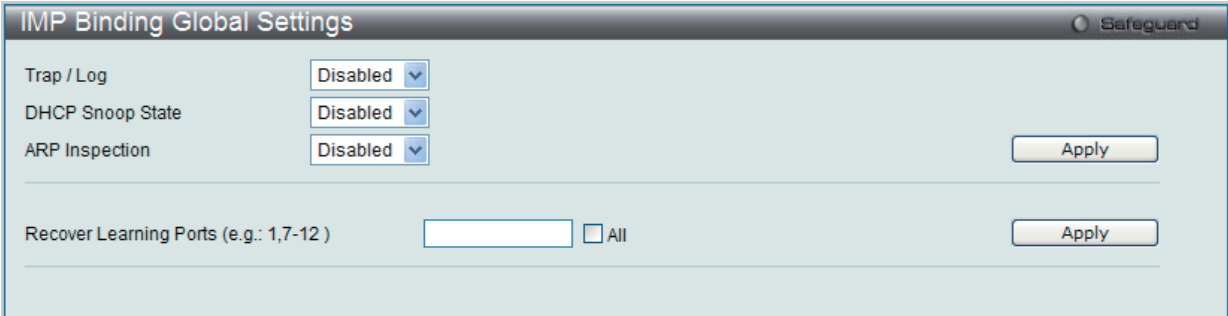 IMP Binding Global Settings
Safeguard
Trap / Log
Disabled
DHCP Snoop State
Disabled
ARP Inspection
Disabled
Apply
Recover Learning Ports (e.g.: 1,7-12 )
All
Apply